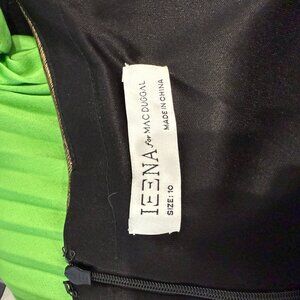 IEENA for MAC DUGGAL
MADE IN CHINA
SIZE: 10